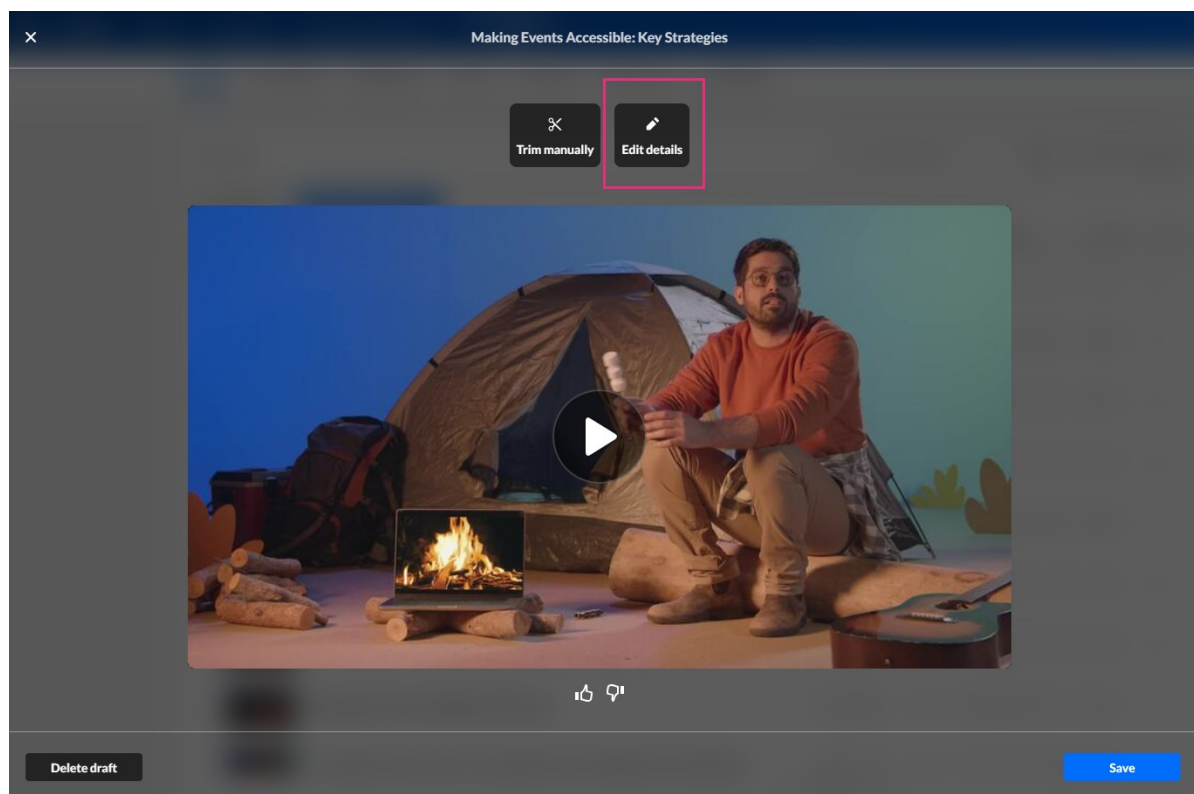 Making Events Accessible: Key Strategies
Trim manually
Edit details
Delete draft
Save